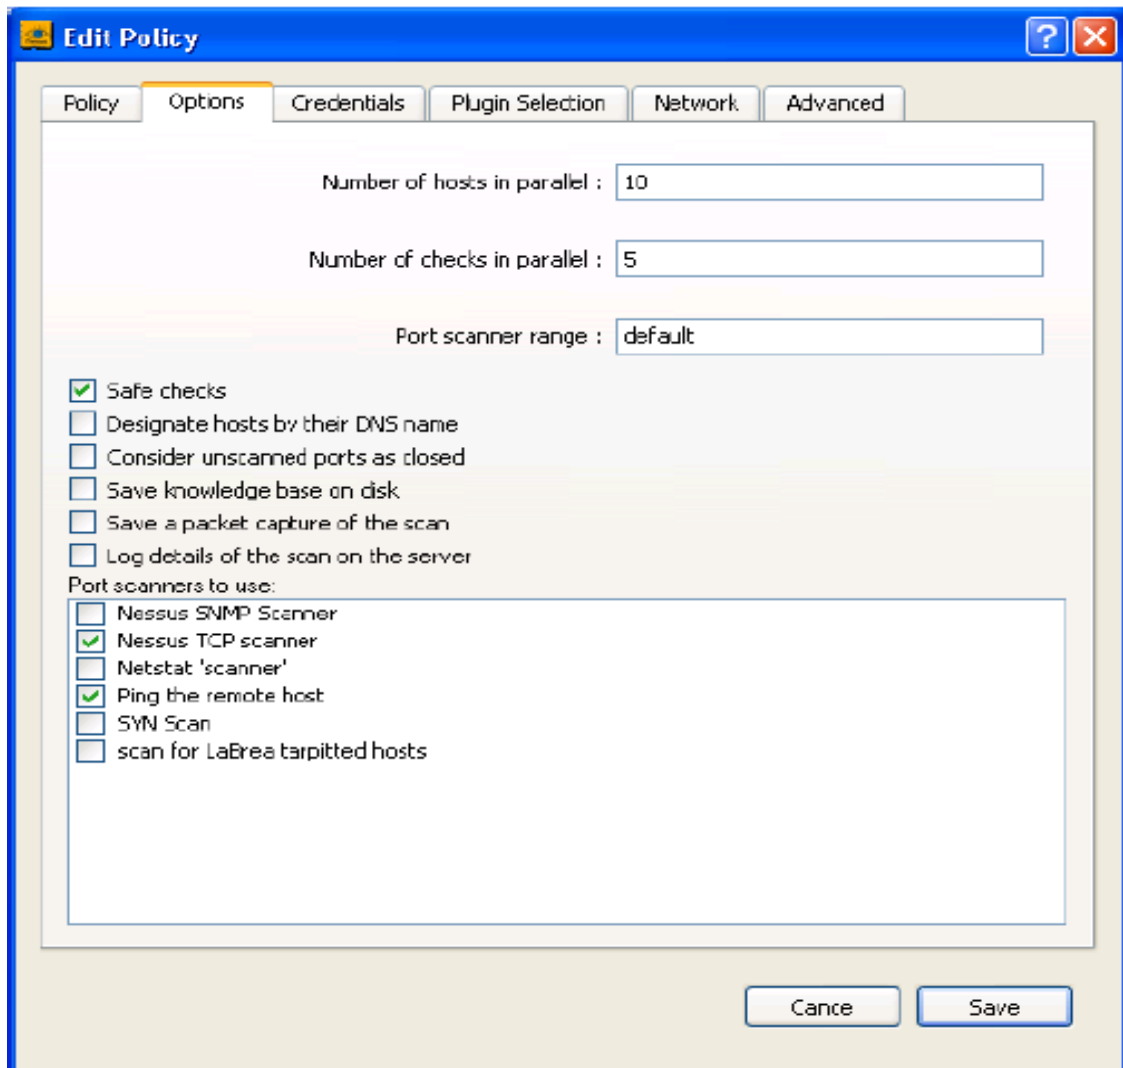 Edit Policy
Policy Options Credentials Plugin Selection Network Advanced
Number of hosts in parallel : 10
Number of checks in parallel : 5
Port scanner range : default
Safe checks
Designate hosts by their DNS name
Consider unscanned ports as closed
Save knowledge base on disk
Save a packet capture of the scan
Log details of the scan on the server
Port scanners to use:
Nessus SNMP Scanner
Nessus TCP scanner
Netstat 'scanner'
Ping the remote host
SYN Scan
scan for LaBrea tarpitted hosts
Cance Save